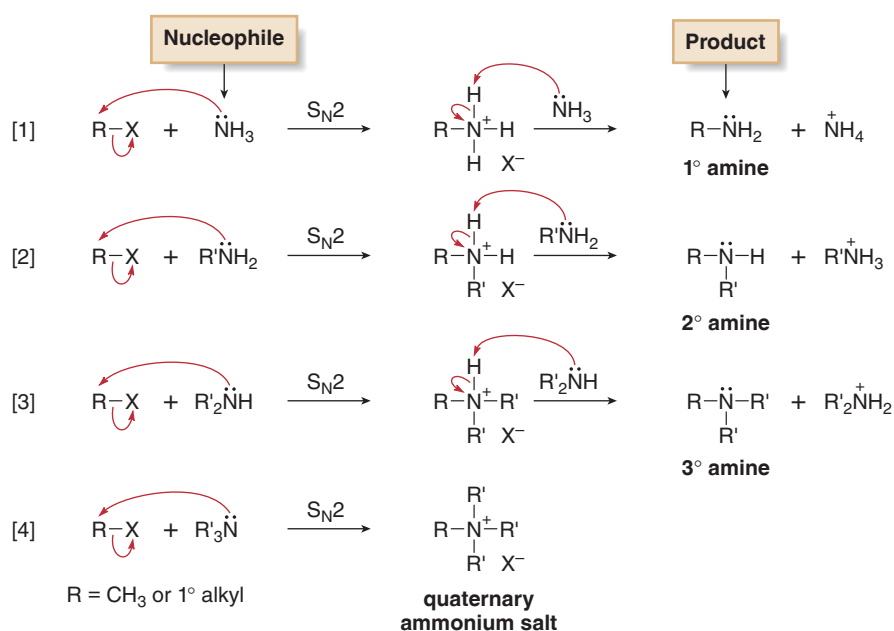 Nucleophile Product
[1] R–X + N̈H₃ Sₙ2 H N̈H₃ R–N̈H₂ + N⁺H₄
R–N⁺–H
H X⁻ 1° amine
[2] R–X + R'N̈H₂ Sₙ2 H R'N̈H₂ R–N̈–H + R'N⁺H₃
R–N⁺–H
R' X⁻ R'
2° amine
[3] R–X + R'₂N̈H Sₙ2 H R'₂N̈H R–N̈–R' + R'₂N⁺H₂
R–N⁺–R'
R' X⁻ R'
3° amine
[4] R–X + R'₃N̈ Sₙ2 R'
R–N⁺–R'
R' X⁻
R = CH₃ or 1° alkyl quaternary
ammonium salt